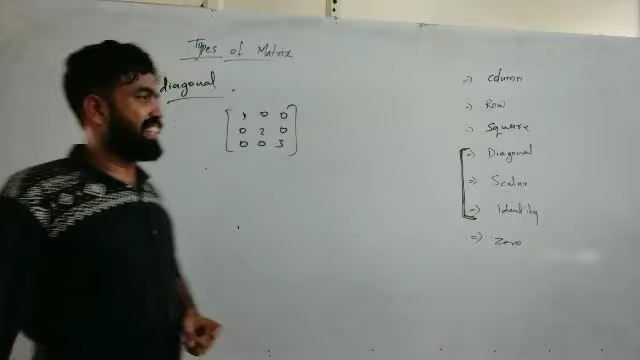 Types of Matrix
diagonal .
1 0 0
0 2 0
0 0 3
=> Column
=> Row
=> Square
=> Diagonal
=> Scalar
=> Identity
=> Zero